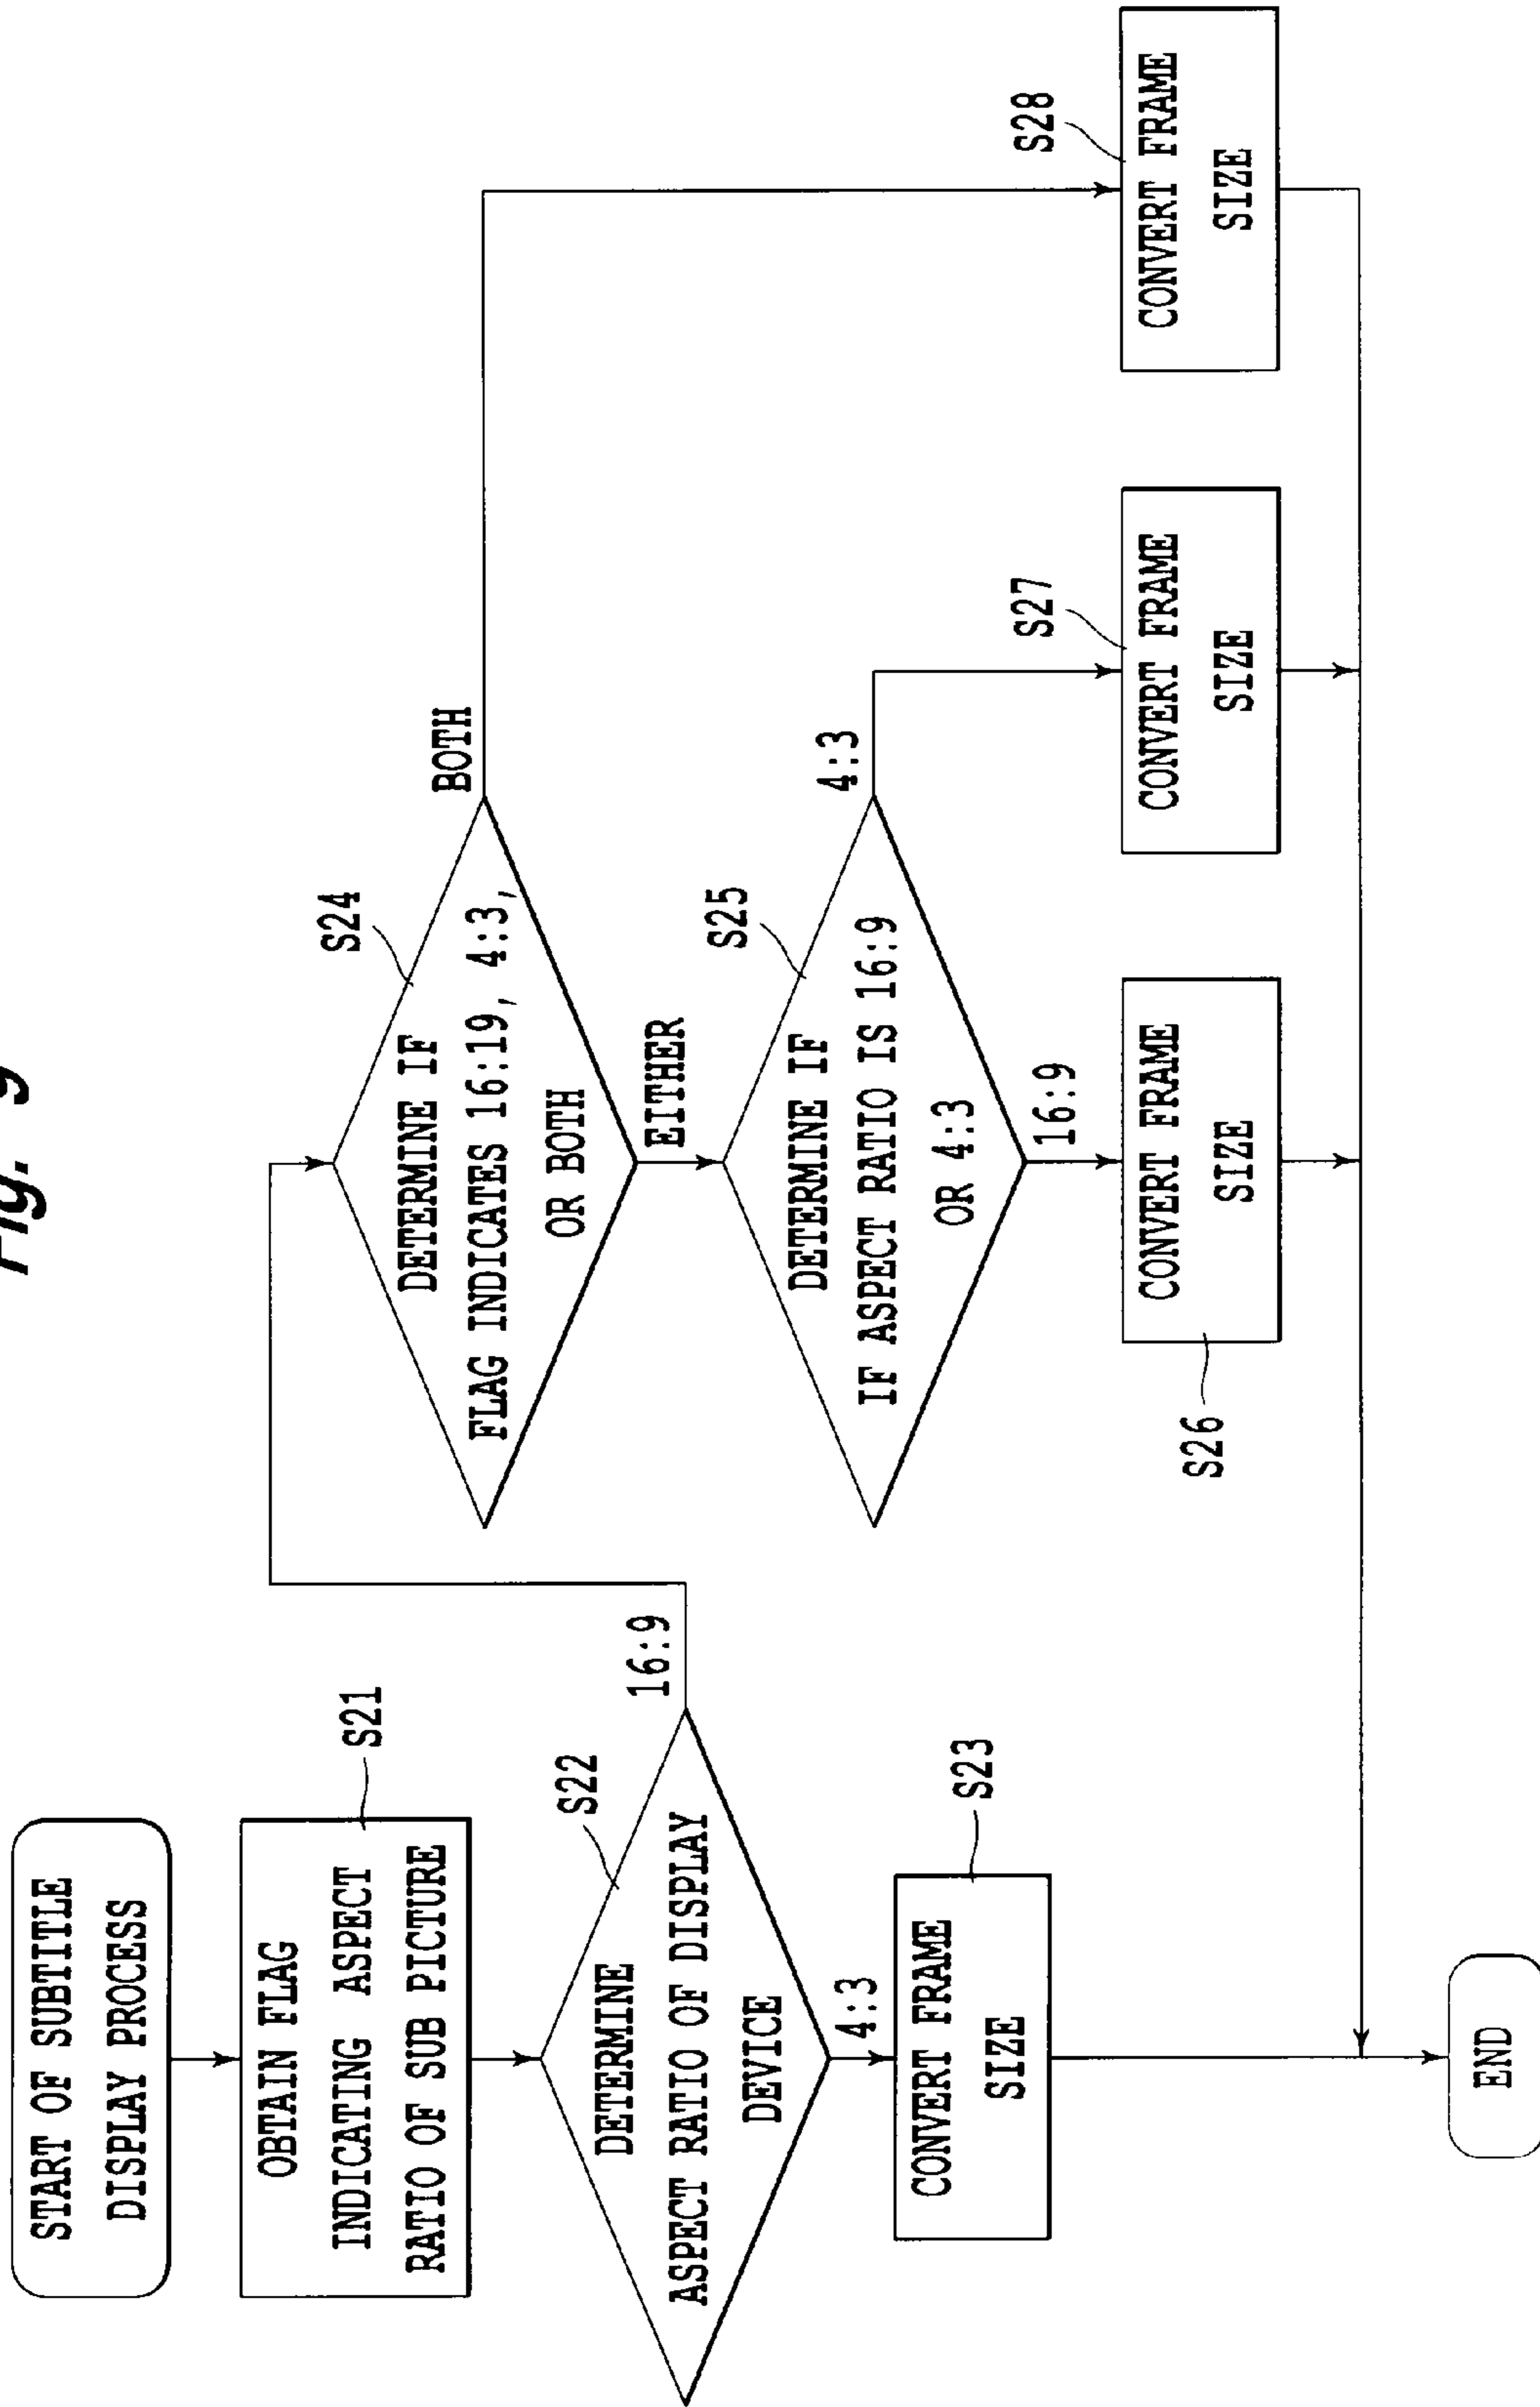 Fig. 9
START OF SUBTITLE
DISPLAY PROCESS
OBTAIN FLAG
INDICATING ASPECT
RATIO OF SUB PICTURE
S21
DETERMINE
ASPECT RATIO OF DISPLAY
DEVICE
S22
16:9
4:3
CONVERT FRAME
SIZE
S23
DETERMINE IF
FLAG INDICATES 16:19, 4:3,
OR BOTH
S24
BOTH
EITHER
DETERMINE IF
IF ASPECT RATIO IS 16:9
OR 4:3
S25
4:3
16:9
CONVERT FRAME
SIZE
S26
CONVERT FRAME
SIZE
S27
CONVERT FRAME
SIZE
S28
END